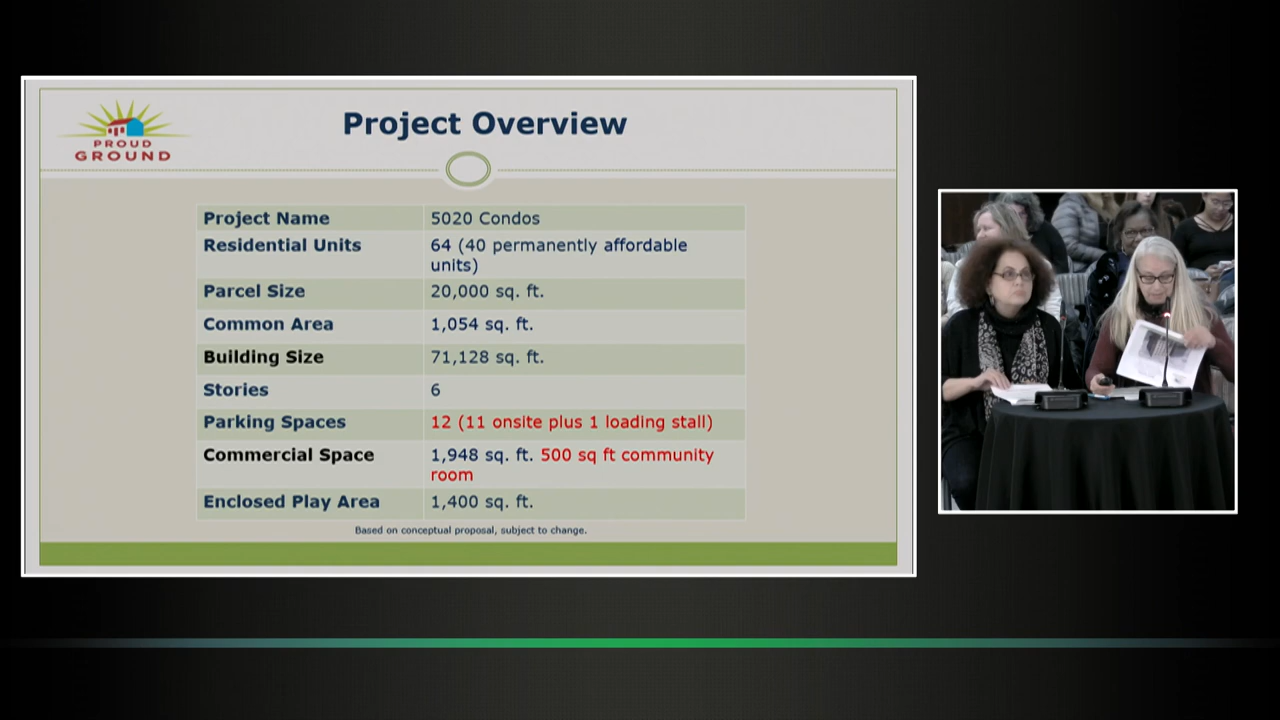 PROUD
GROUND
Project Overview
Project Name 5020 Condos
Residential Units 64 (40 permanently affordable
units)
Parcel Size 20,000 sq. ft.
Common Area 1,054 sq. ft.
Building Size 71,128 sq. ft.
Stories 6
Parking Spaces 12 (11 onsite plus 1 loading stall)
Commercial Space 1,948 sq. ft. 500 sq ft community
room
Enclosed Play Area 1,400 sq. ft.
Based on conceptual proposal, subject to change.